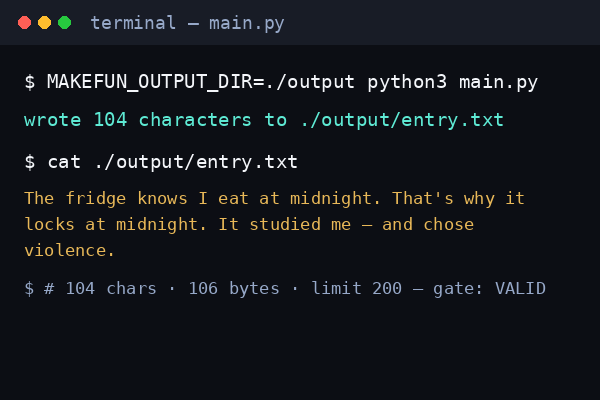 terminal — main.py
$ MAKEFUN_OUTPUT_DIR=./output python3 main.py
wrote 104 characters to ./output/entry.txt
$ cat ./output/entry.txt
The fridge knows I eat at midnight. That's why it
locks at midnight. It studied me — and chose
violence.
$ # 104 chars · 106 bytes · limit 200 — gate: VALID